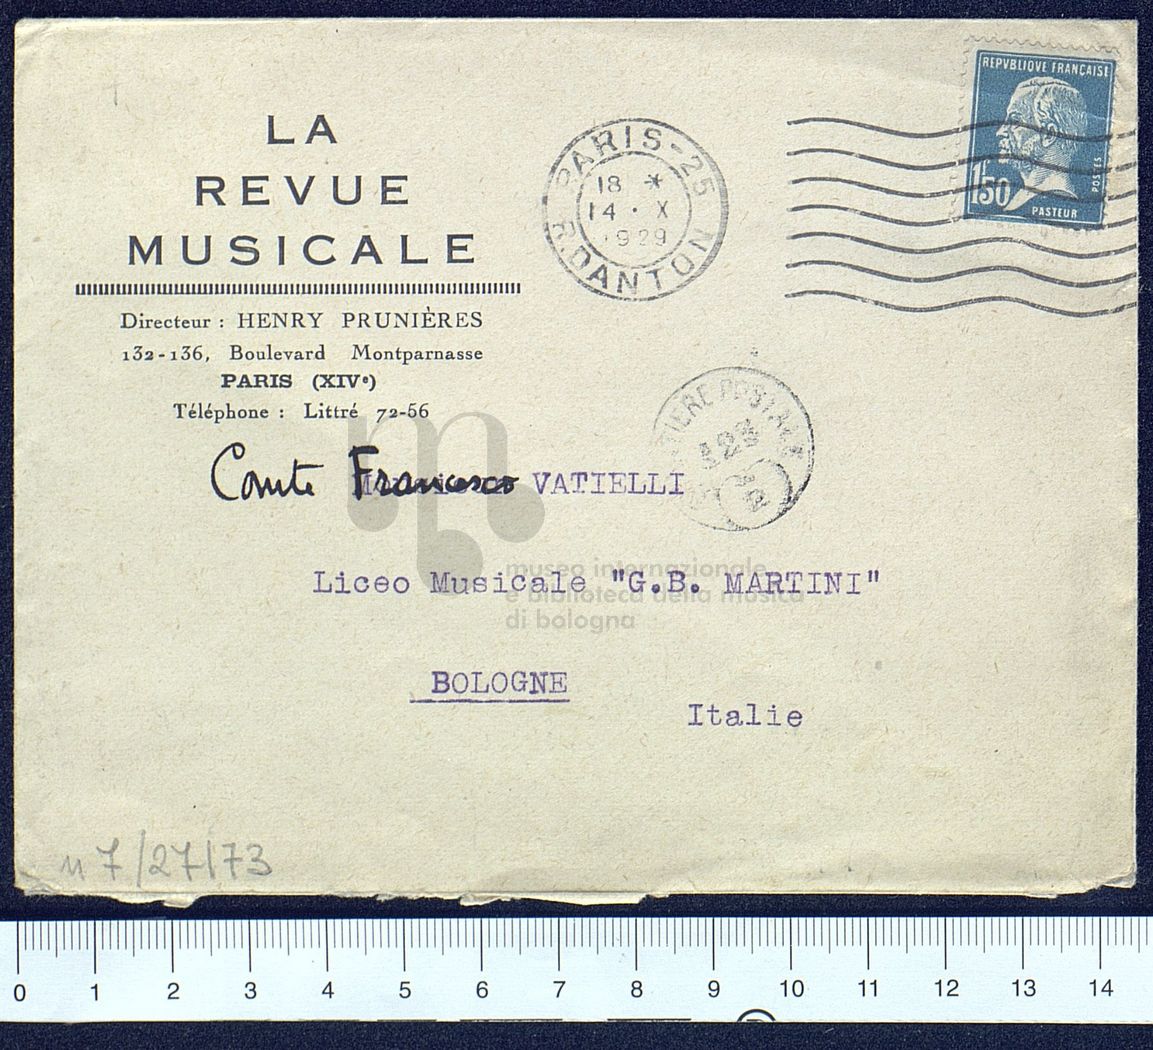 LA
REVUE
MUSICALE
Directeur : HENRY PRUNIÈRES
132-136, Boulevard Montparnasse
PARIS (XIVᵉ)
Téléphone : Littré 72-56
PARIS-25
18 *
14 · X
1929
R. DANTON
REPVBLIQVE FRANÇAISE
1F50
POSTES
PASTEUR
POSTALE
Comte Francesco VATIELLI
Liceo Musicale "G.B. MARTINI"
BOLOGNE
Italie
museo internazionale
e biblioteca della musica
di bologna
n 7/27/73
0 1 2 3 4 5 6 7 8 9 10 11 12 13 14